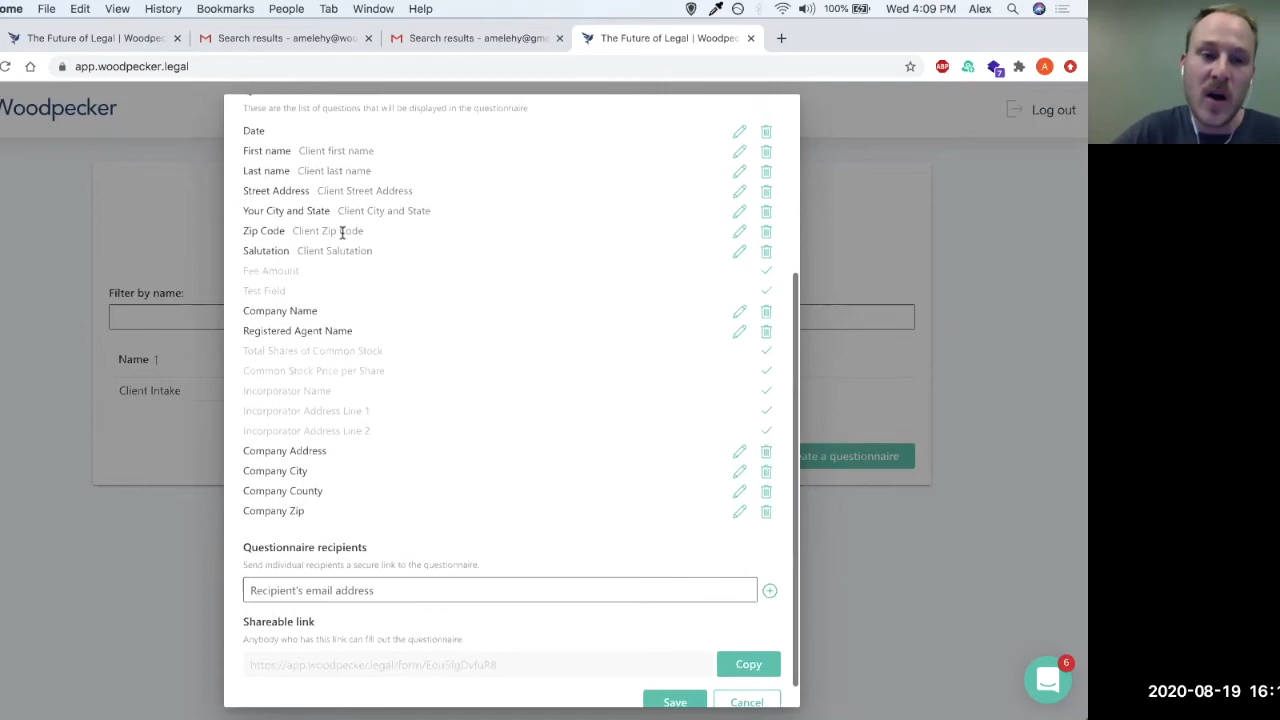 ome File Edit View History Bookmarks People Tab Window Help 100% Wed 4:09 PM Alex
The Future of Legal | Woodpec Search results - amelehy@wou Search results - amelehy@gma The Future of Legal | Woodpec
app.woodpecker.legal ABP 7 A
Woodpecker Log out
These are the list of questions that will be displayed in the questionnaire
Date
First name Client first name
Last name Client last name
Street Address Client Street Address
Your City and State Client City and State
Zip Code Client Zip Code
Salutation Client Salutation
Fee Amount
Test Field
Filter by name:
Company Name
Registered Agent Name
Name ↑
Total Shares of Common Stock
Common Stock Price per Share
Client Intake
Incorporator Name
Incorporator Address Line 1
Incorporator Address Line 2
Company Address
ate a questionnaire
Company City
Company County
Company Zip
Questionnaire recipients
Send individual recipients a secure link to the questionnaire.
Recipient's email address
Shareable link
Anybody who has this link can fill out the questionnaire.
Copy
6
Save Cancel
2020-08-19 16: